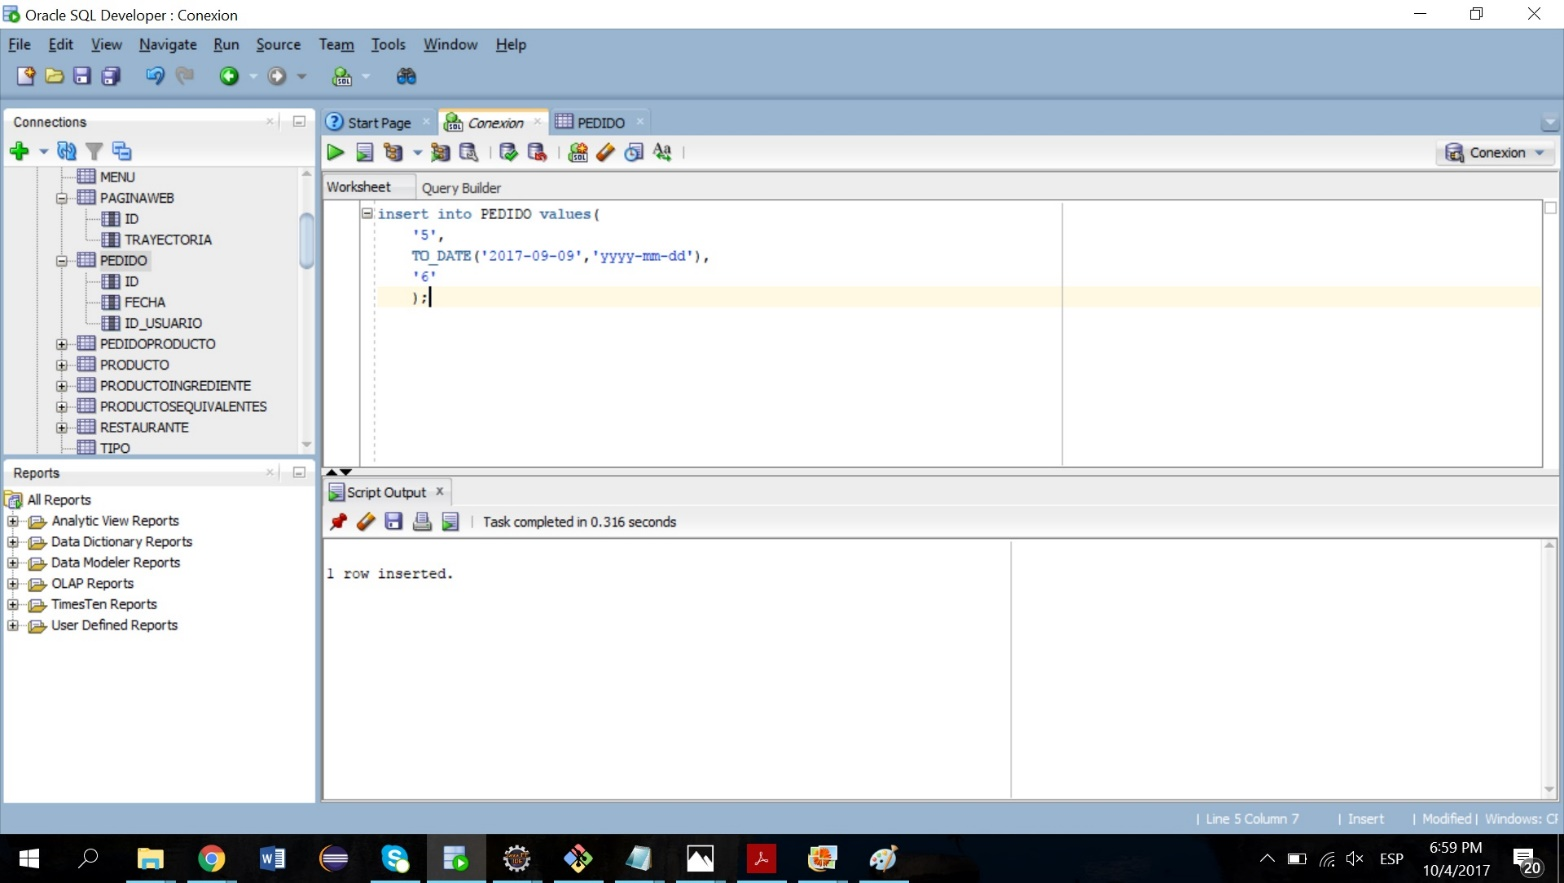 Oracle SQL Developer : Conexion
File Edit View Navigate Run Source Team Tools Window Help
Connections
Start Page
Conexion
PEDIDO
Conexion
MENU
PAGINAWEB
ID
TRAYECTORIA
PEDIDO
ID
FECHA
ID_USUARIO
PEDIDOPRODUCTO
PRODUCTO
PRODUCTOINGREDIENTE
PRODUCTOSEQUIVALENTES
RESTAURANTE
TIPO
Worksheet Query Builder
insert into PEDIDO values(
'5',
TO_DATE('2017-09-09','yyyy-mm-dd'),
'6'
);
Reports
All Reports
Analytic View Reports
Data Dictionary Reports
Data Modeler Reports
OLAP Reports
TimesTen Reports
User Defined Reports
Script Output
Task completed in 0.316 seconds
1 row inserted.
| Line 5 Column 7 | Insert | Modified | Windows: CF
ESP
6:59 PM
10/4/2017
20